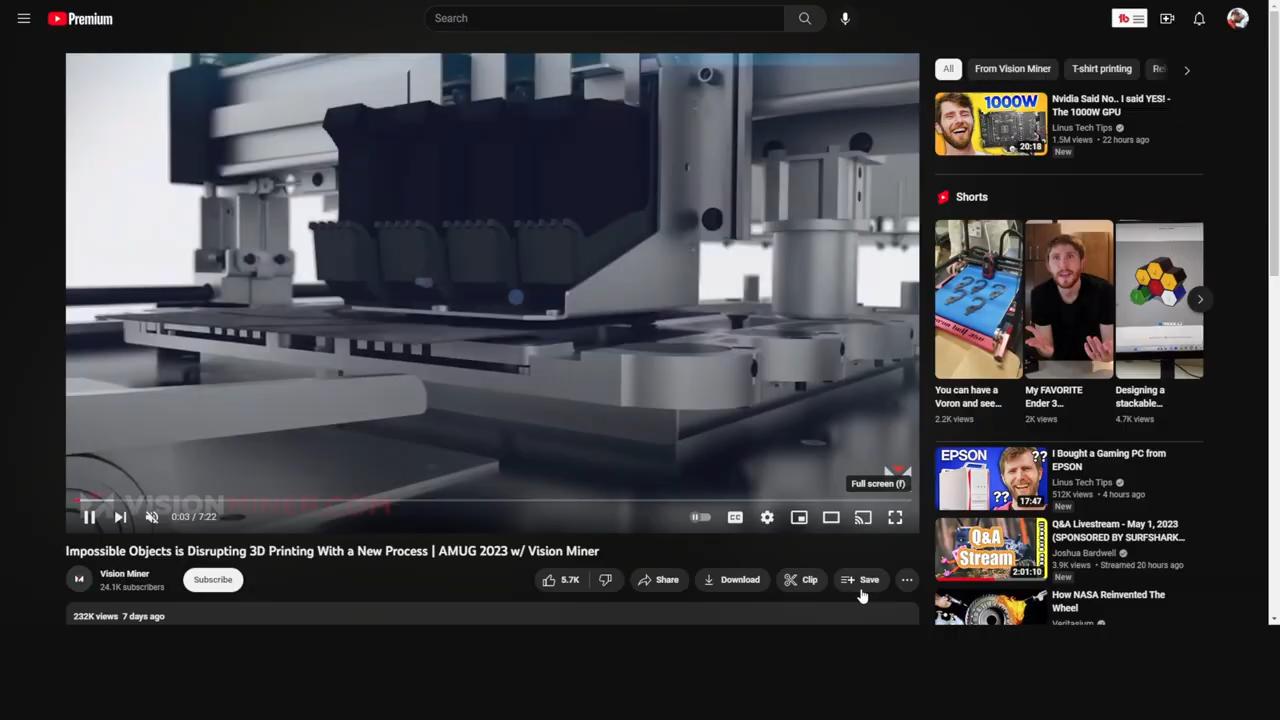 Premium
Search
tb
All
From Vision Miner
T-shirt printing
Re
1000W
20:18
Nvidia Said No.. I said YES! -
The 1000W GPU
Linus Tech Tips
1.5M views • 22 hours ago
New
Shorts
You can have a
Voron and see...
2.2K views
My FAVORITE
Ender 3...
2K views
Designing a
stackable...
4.7K views
EPSON
??
??
17:47
I Bought a Gaming PC from
EPSON
Linus Tech Tips
512K views • 4 hours ago
New
Q&A
Stream
2:01:10
Q&A Livestream - May 1, 2023
(SPONSORED BY SURFSHARK...
Joshua Bardwell
3.9K views • Streamed 20 hours ago
New
How NASA Reinvented The
Wheel
Veritasium
Full screen (f)
VISIONMINER.COM
0:03 / 7:22
CC
Impossible Objects is Disrupting 3D Printing With a New Process | AMUG 2023 w/ Vision Miner
Vision Miner
24.1K subscribers
Subscribe
5.7K
Share
Download
Clip
Save
232K views 7 days ago